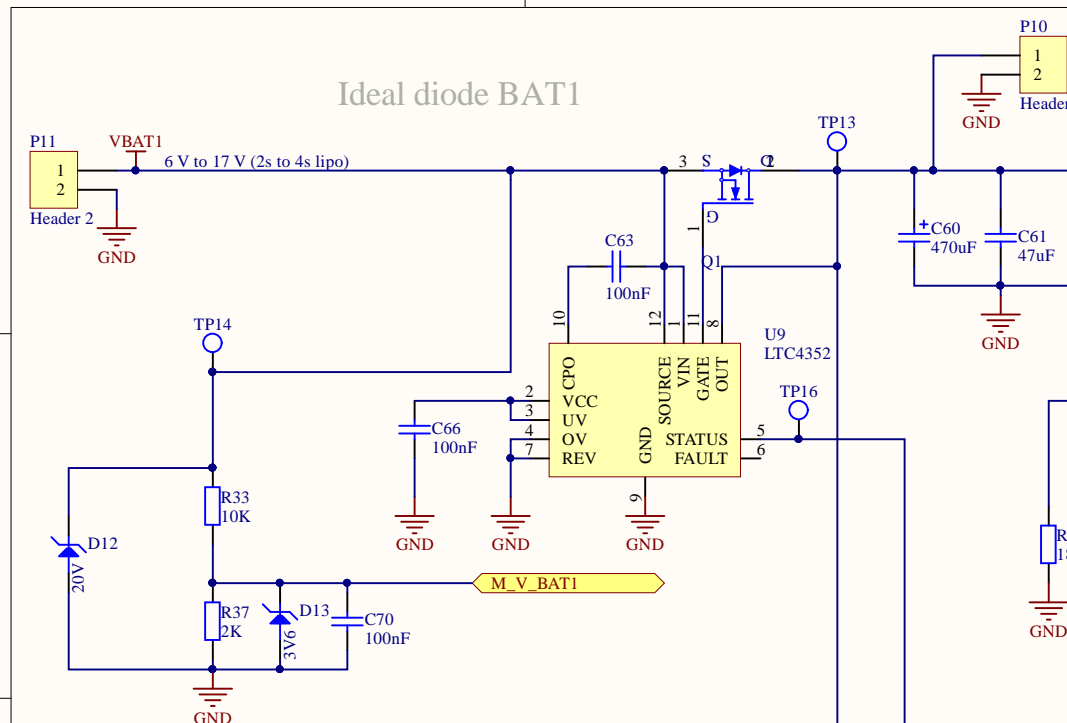 P10
1
2
Header
GND
Ideal diode BAT1
TP13
P11
VBAT1
1
2
6 V to 17 V (2s to 4s lipo)
Header 2
GND
3
S
2
G
1
Q1
C60
470uF
C61
47uF
GND
C63
100nF
10
12
1
11
8
U9
LTC4352
CPO
SOURCE
VIN
GATE
OUT
TP14
TP16
2
VCC
3
UV
4
OV
7
REV
GND
STATUS
5
FAULT
6
9
C66
100nF
GND
GND
GND
R33
10K
D12
20V
M_V_BAT1
R37
2K
D13
3V6
C70
100nF
GND
GND